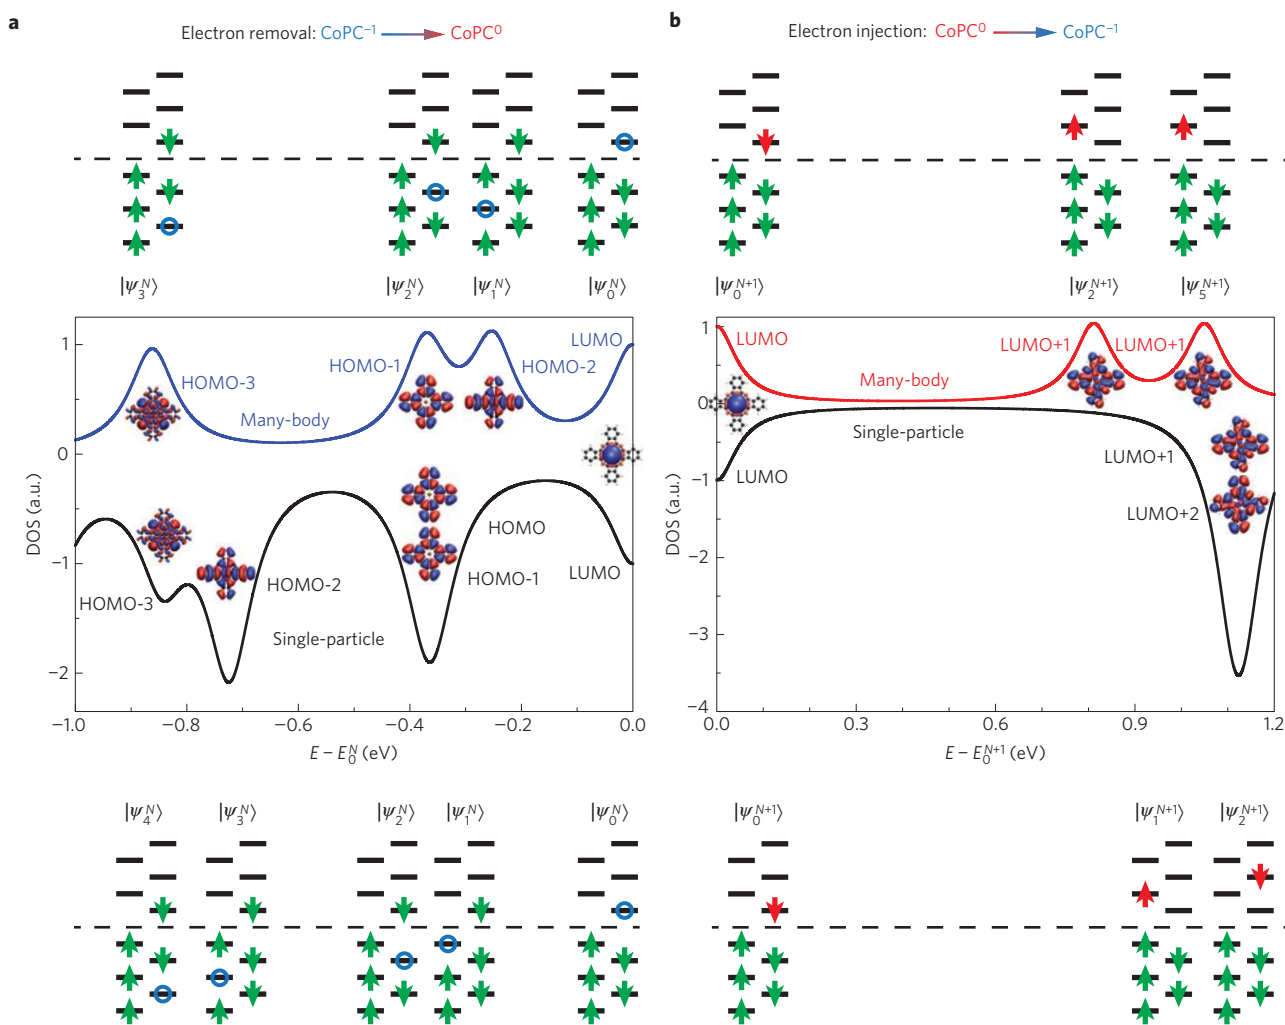 a
Electron removal: CoPC⁻¹ → CoPC⁰
|ψ₃ᴺ⟩ |ψ₂ᴺ⟩ |ψ₁ᴺ⟩ |ψ₀ᴺ⟩
LUMO
HOMO-1
HOMO-2
HOMO-3
Many-body
HOMO
HOMO-1
LUMO
HOMO-2
HOMO-3
Single-particle
DOS (a.u.)
1
0
−1
−2
−1.0 −0.8 −0.6 −0.4 −0.2 0.0
E − E₀ᴺ (eV)
|ψ₄ᴺ⟩ |ψ₃ᴺ⟩ |ψ₂ᴺ⟩ |ψ₁ᴺ⟩ |ψ₀ᴺ⟩
b
Electron injection: CoPC⁰ → CoPC⁻¹
|ψ₀ᴺ⁺¹⟩ |ψ₂ᴺ⁺¹⟩ |ψ₅ᴺ⁺¹⟩
LUMO
LUMO+1
LUMO+1
Many-body
Single-particle
LUMO+1
LUMO
LUMO+2
DOS (a.u.)
1
0
−1
−2
−3
−4
0.0 0.3 0.6 0.9 1.2
E − E₀ᴺ⁺¹ (eV)
|ψ₀ᴺ⁺¹⟩ |ψ₁ᴺ⁺¹⟩ |ψ₂ᴺ⁺¹⟩